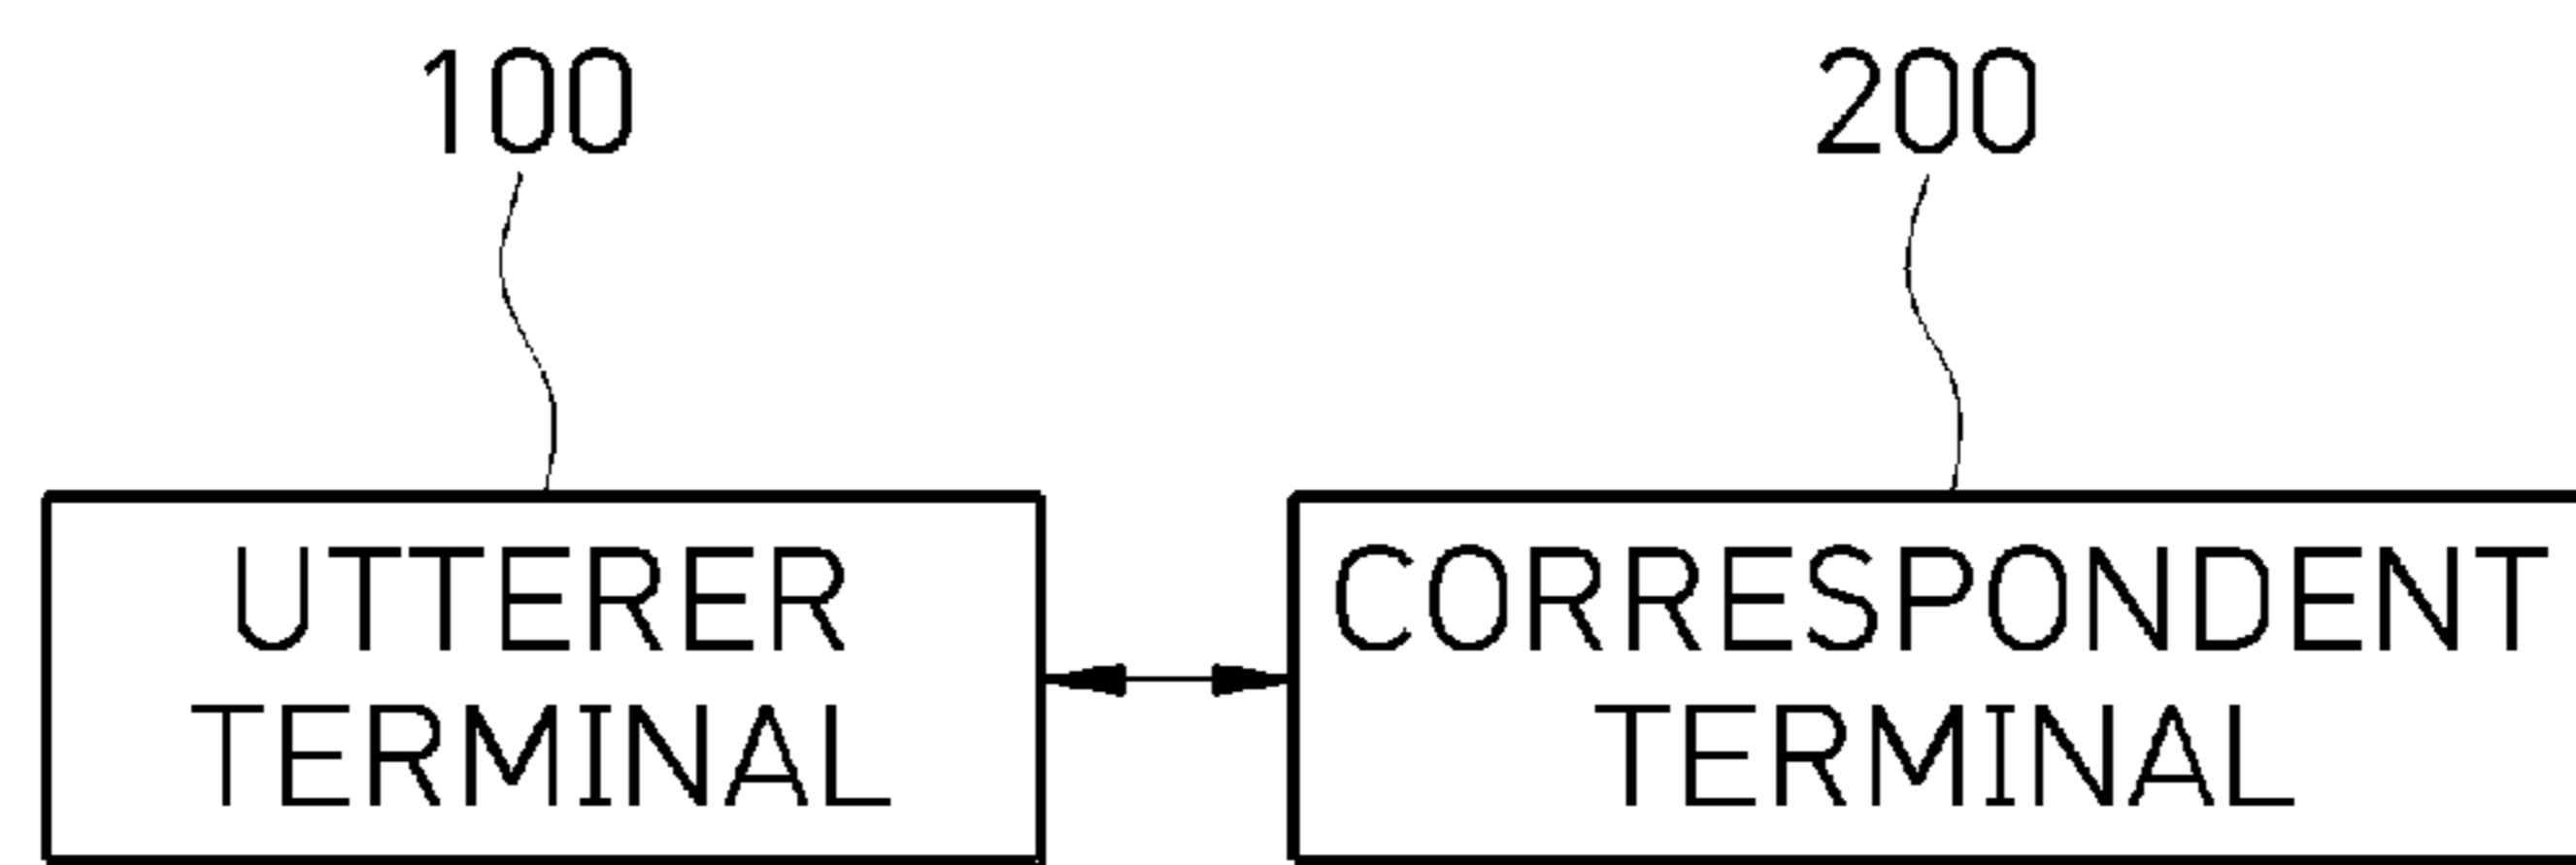 100
200
UTTERER
TERMINAL
CORRESPONDENT
TERMINAL